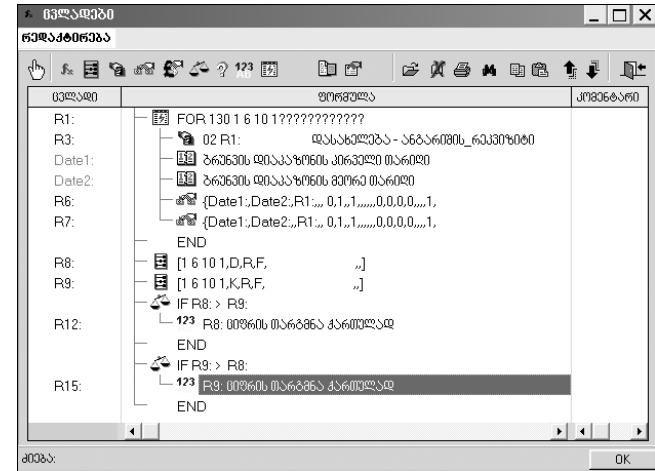 ცვლადები
რედაქტირება
ცვლადი ფორმულა კომენტარი
R1: FOR 130 1 6 10 1????????????
R3: 02 R1: დასახელება - ანგარიშის_რეკვიზიტი
Date1: ბრუნვის დიაპაზონის პირველი თარიღი
Date2: ბრუნვის დიაპაზონის მეორე თარიღი
R6: {Date1:,Date2:,R1:,,, 0,1,,1,,,,,,0,0,0,0,,,,1,
R7: {Date1:,Date2:,,R1:,,, 0,1,,1,,,,,,0,0,0,0,,,,1,
END
R8: [1 6 10 1,D,R,F, ,,]
R9: [1 6 10 1,K,R,F, ,,]
IF R8: > R9:
R12: 123 R8: ციფრის თარგმნა ქართულად
END
IF R9: > R8:
R15: 123 R9: ციფრის თარგმნა ქართულად
END
ძიება: OK